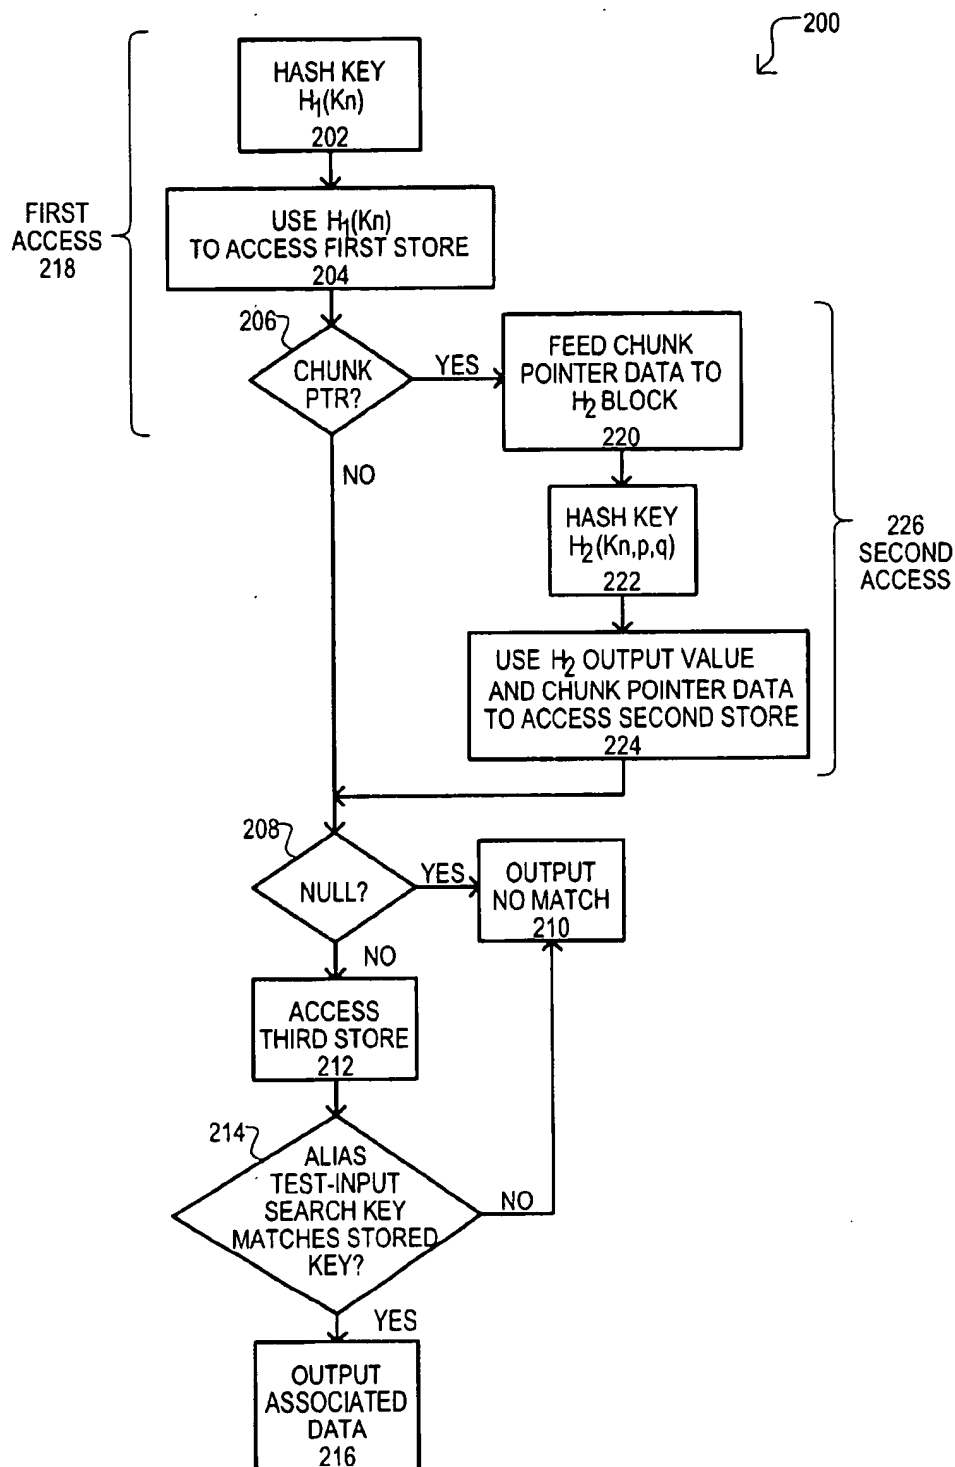 200
HASH KEY
H1(Kn)
202
FIRST
ACCESS
218
USE H1(Kn)
TO ACCESS FIRST STORE
204
206
CHUNK
PTR?
YES
NO
FEED CHUNK
POINTER DATA TO
H2 BLOCK
220
HASH KEY
H2(Kn,p,q)
222
226
SECOND
ACCESS
USE H2 OUTPUT VALUE
AND CHUNK POINTER DATA
TO ACCESS SECOND STORE
224
208
NULL?
YES
OUTPUT
NO MATCH
210
NO
ACCESS
THIRD STORE
212
214
ALIAS
TEST-INPUT
SEARCH KEY
MATCHES STORED
KEY?
NO
YES
OUTPUT
ASSOCIATED
DATA
216